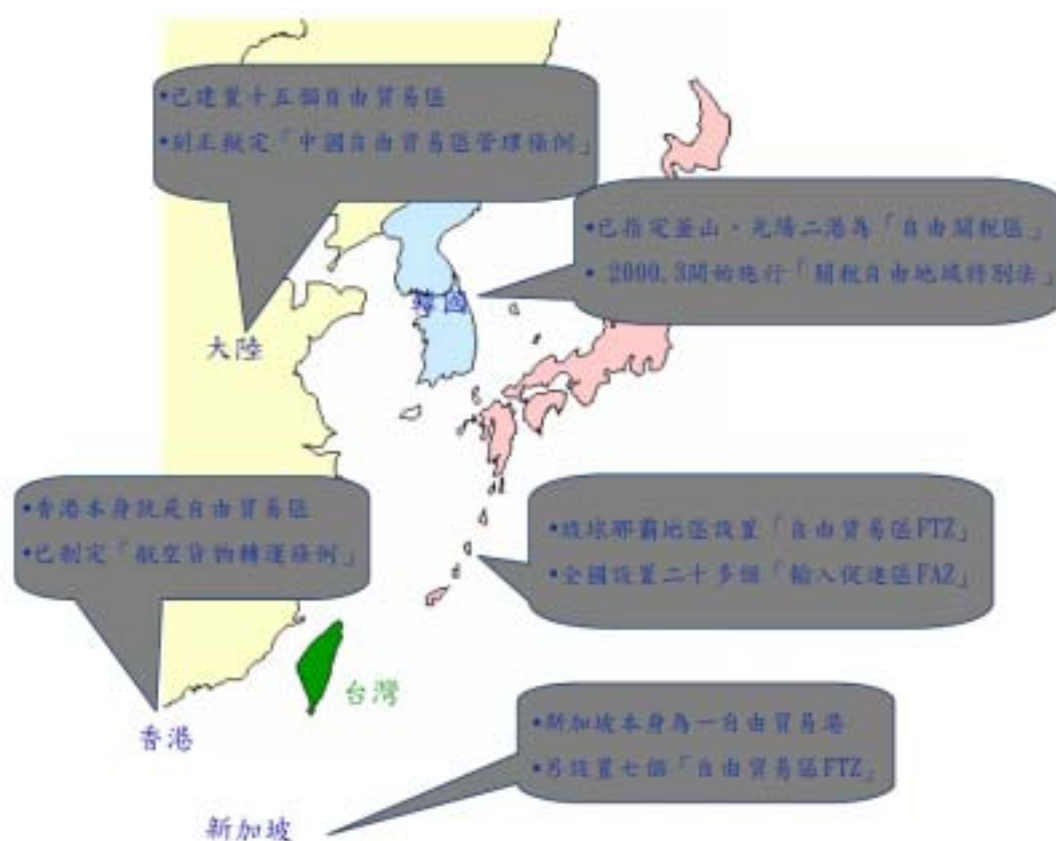 •已建置十五個自由貿易區
•刻正擬定「中國自由貿易區管理條例」
•已指定釜山、光陽二港為「自由關稅區」
• 2000.3開始施行「關稅自由地域特別法」
韓國
大陸
•香港本身就是自由貿易區
•已制定「航空貨物轉運條例」
•琉球那霸地區設置「自由貿易區FTZ」
•全國設置二十多個「輸入促進區FAZ」
台灣
香港
•新加坡本身為一自由貿易港
•另設置七個「自由貿易區FTZ」
新加坡